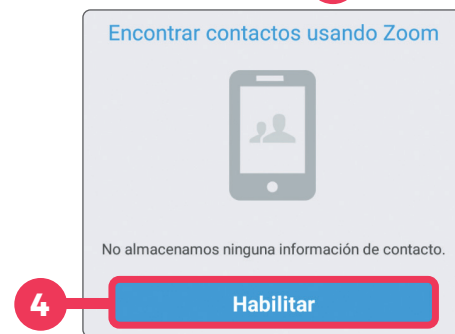 Encontrar contactos usando Zoom
No almacenamos ninguna información de contacto.
4
Habilitar